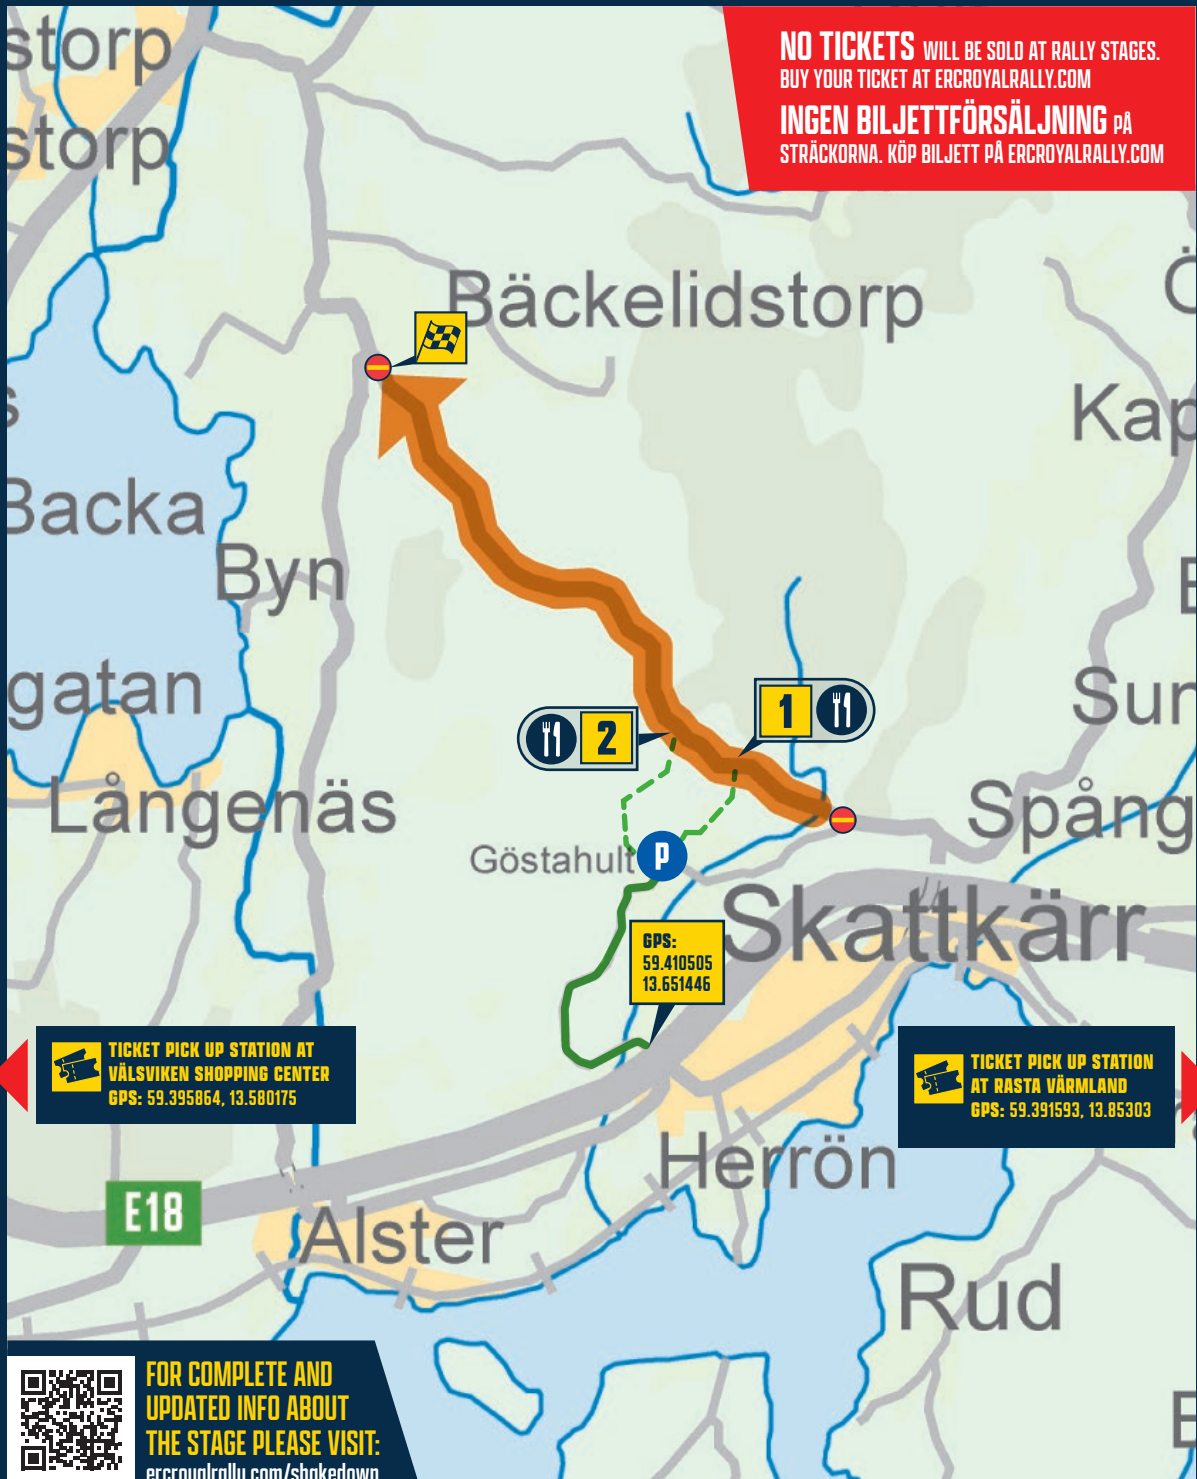 storp
storp
NO TICKETS WILL BE SOLD AT RALLY STAGES.
BUY YOUR TICKET AT ERCROYALRALLY.COM
INGEN BILJETTFÖRSÄLJNING PÅ
STRÄCKORNA. KÖP BILJETT PÅ ERCROYALRALLY.COM
Bäckelidstorp
Kap
Backa
Byn
gatan
Sun
1
2
Långenäs
Spång
Göstahult
P
Skattkärr
GPS:
59.410505
13.651446
TICKET PICK UP STATION AT
VÄLSVIKEN SHOPPING CENTER
GPS: 59.395864, 13.580175
TICKET PICK UP STATION
AT RASTA VÄRMLAND
GPS: 59.391593, 13.85303
Herrön
E18
Alster
Rud
FOR COMPLETE AND
UPDATED INFO ABOUT
THE STAGE PLEASE VISIT:
ercroyalrally.com/shakedown